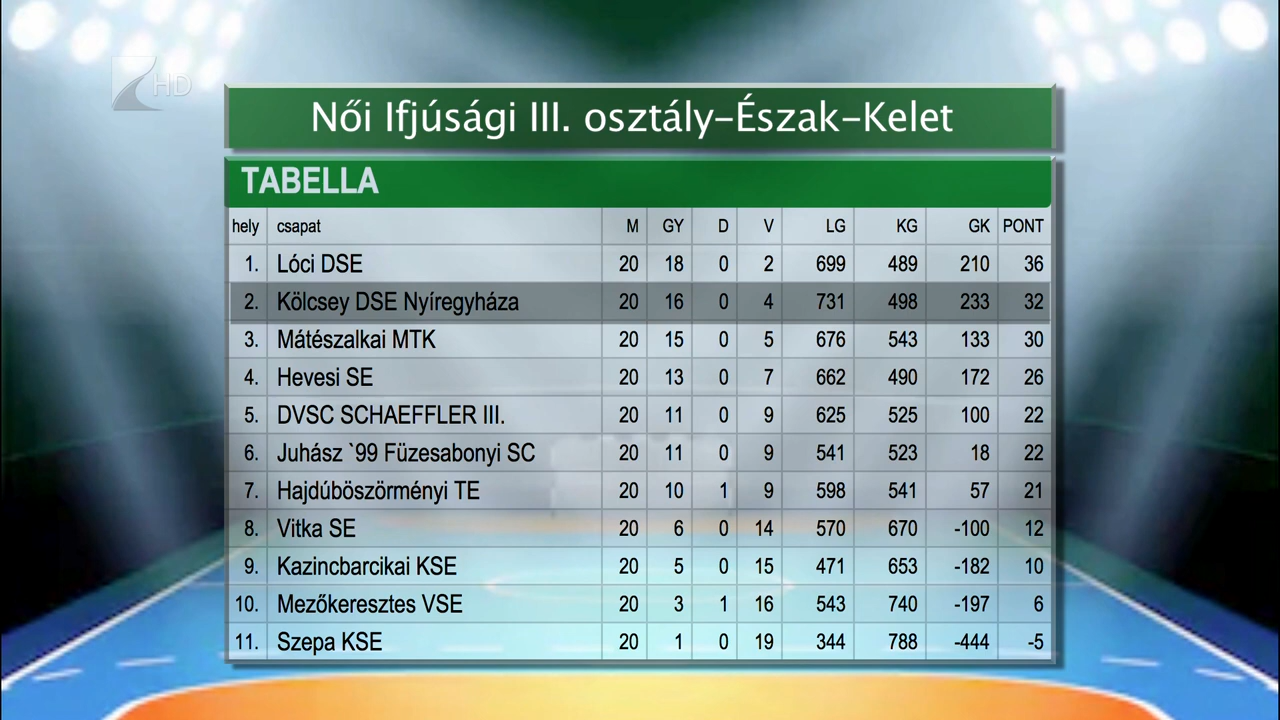 HD
Női Ifjúsági III. osztály-Észak-Kelet
TABELLA
hely csapat M GY D V LG KG GK PONT
1. Lóci DSE 20 18 0 2 699 489 210 36
2. Kölcsey DSE Nyíregyháza 20 16 0 4 731 498 233 32
3. Mátészalkai MTK 20 15 0 5 676 543 133 30
4. Hevesi SE 20 13 0 7 662 490 172 26
5. DVSC SCHAEFFLER III. 20 11 0 9 625 525 100 22
6. Juhász `99 Füzesabonyi SC 20 11 0 9 541 523 18 22
7. Hajdúböszörményi TE 20 10 1 9 598 541 57 21
8. Vitka SE 20 6 0 14 570 670 -100 12
9. Kazincbarcikai KSE 20 5 0 15 471 653 -182 10
10. Mezőkeresztes VSE 20 3 1 16 543 740 -197 6
11. Szepa KSE 20 1 0 19 344 788 -444 -5